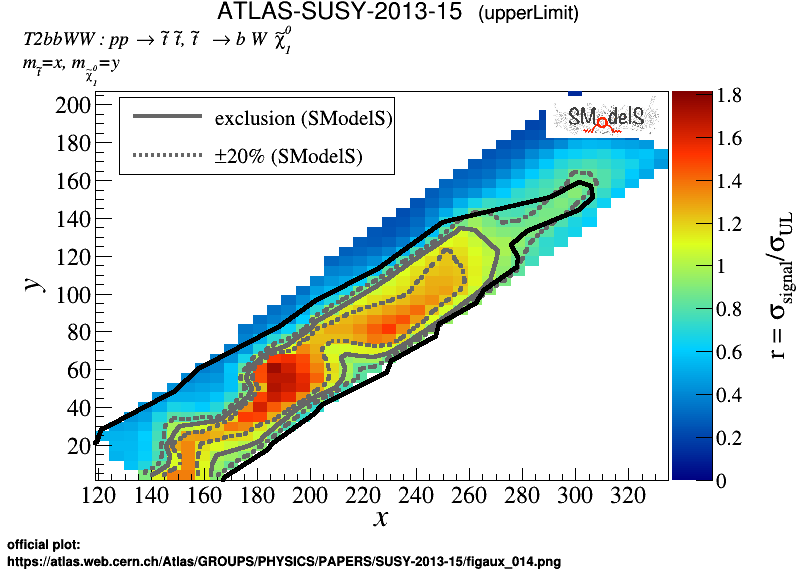 ATLAS-SUSY-2013-15 (upperLimit)
T2bbWW : pp → t̃ t̃, t̃ → b W χ̃₁⁰
m_t̃=x, m_χ̃₁⁰=y
exclusion (SModelS)
±20% (SModelS)
SModelS
200
180
160
140
120
100
80
60
40
20
y
120 140 160 180 200 220 240 260 280 300 320
x
1.8
1.6
1.4
1.2
1
0.8
0.6
0.4
0.2
0
r = σ_signal/σ_UL
official plot:
https://atlas.web.cern.ch/Atlas/GROUPS/PHYSICS/PAPERS/SUSY-2013-15/figaux_014.png